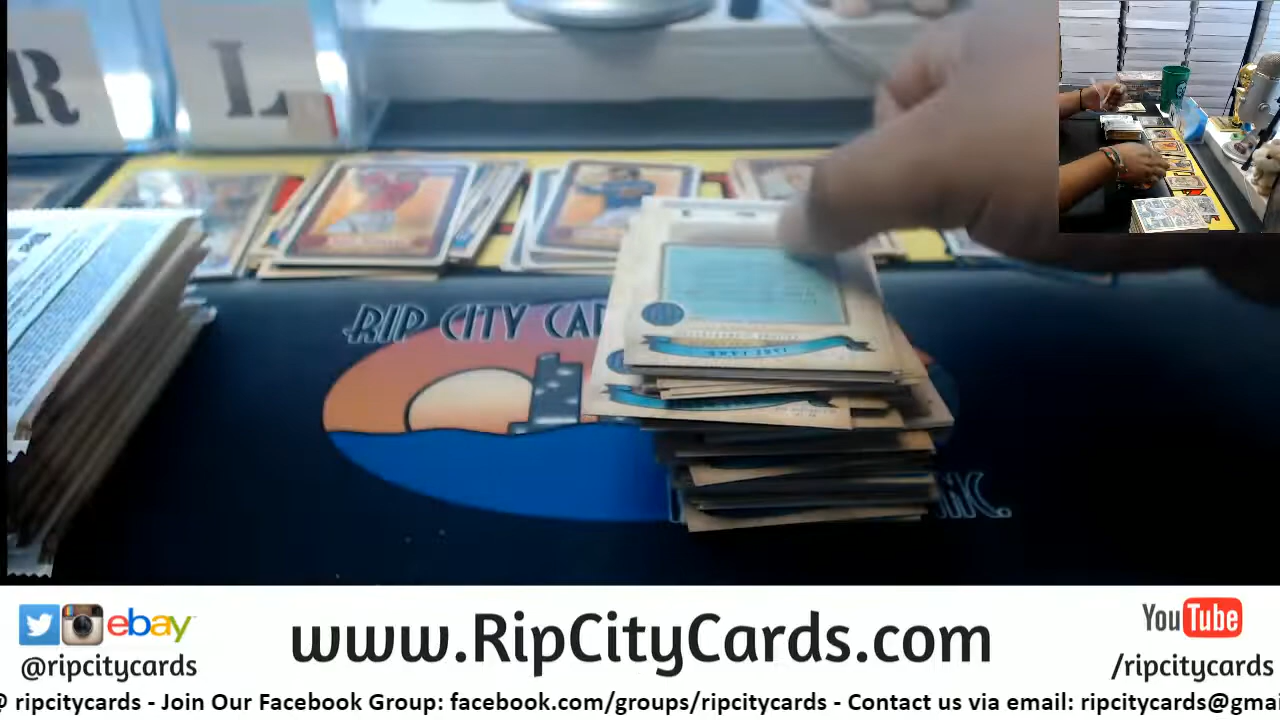 R L
RIP CITY CA
INC.
ebay
@ripcitycards
www.RipCityCards.com
YouTube
/ripcitycards
@ ripcitycards - Join Our Facebook Group: facebook.com/groups/ripcitycards - Contact us via email: ripcitycards@gmai